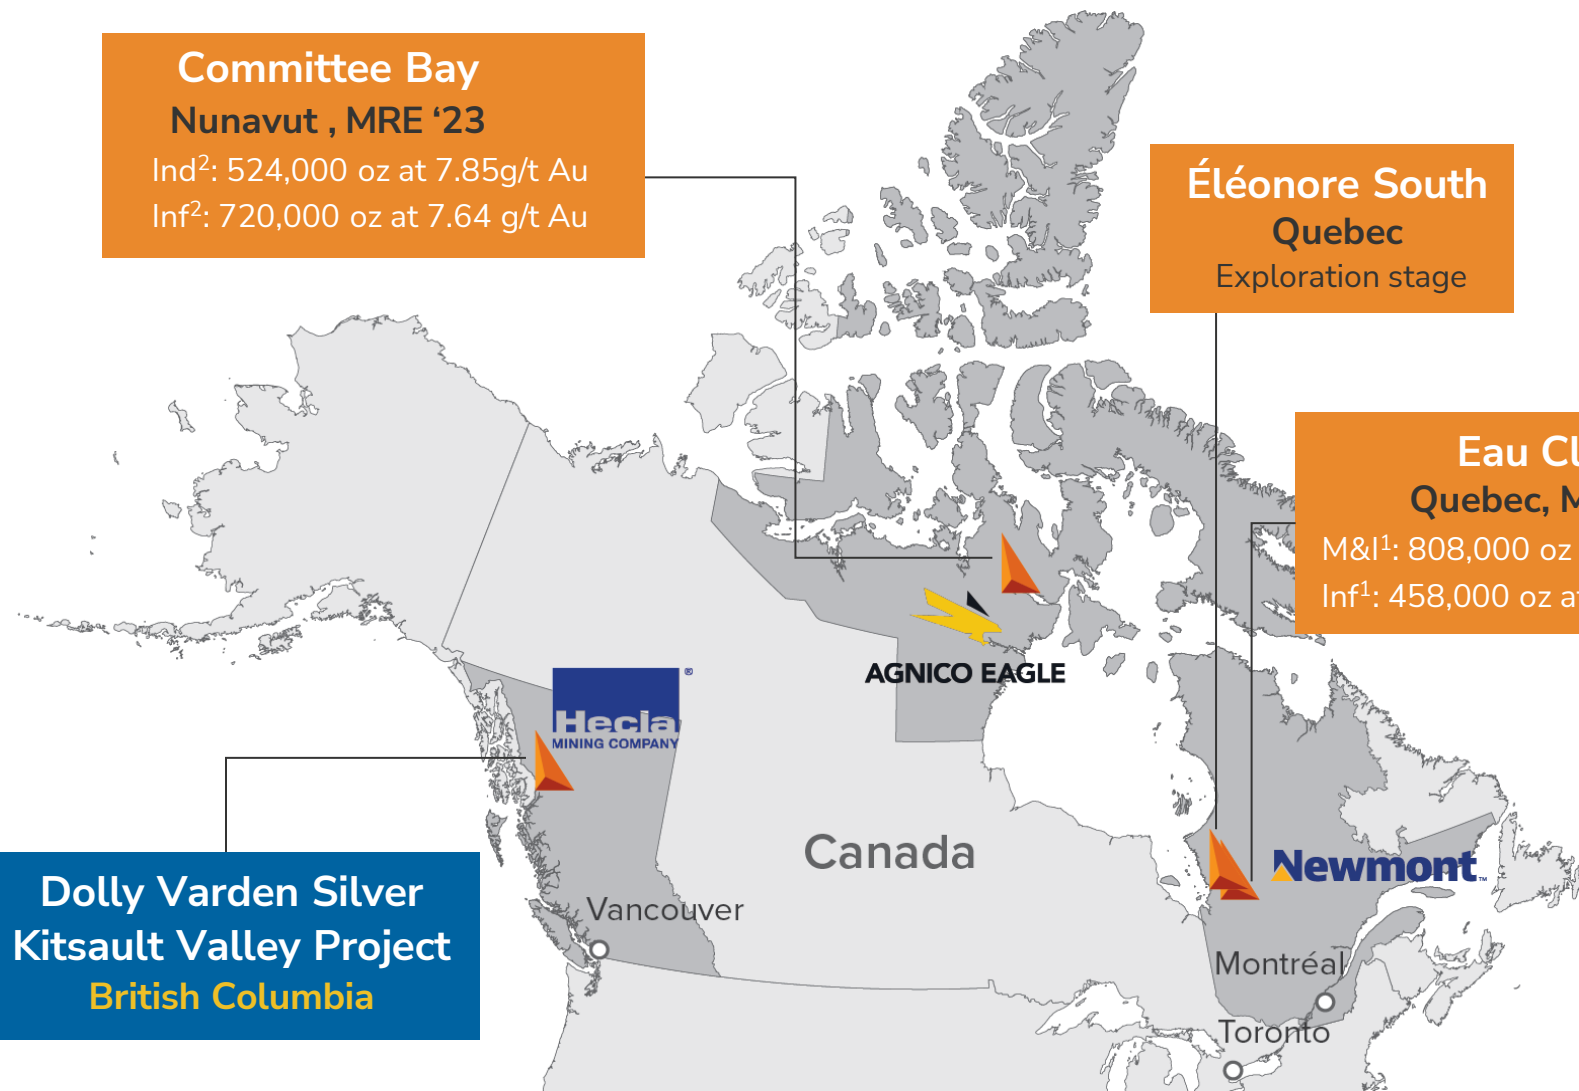 Committee Bay
Nunavut , MRE ‘23
Ind²: 524,000 oz at 7.85g/t Au
Inf²: 720,000 oz at 7.64 g/t Au
Éléonore South
Quebec
Exploration stage
Eau Cl
Quebec, M
M&I¹: 808,000 oz
Inf¹: 458,000 oz at
AGNICO EAGLE
Hecla
®
MINING COMPANY
Canada
Newmont™
Dolly Varden Silver
Kitsault Valley Project
British Columbia
Vancouver
Montréal
Toronto